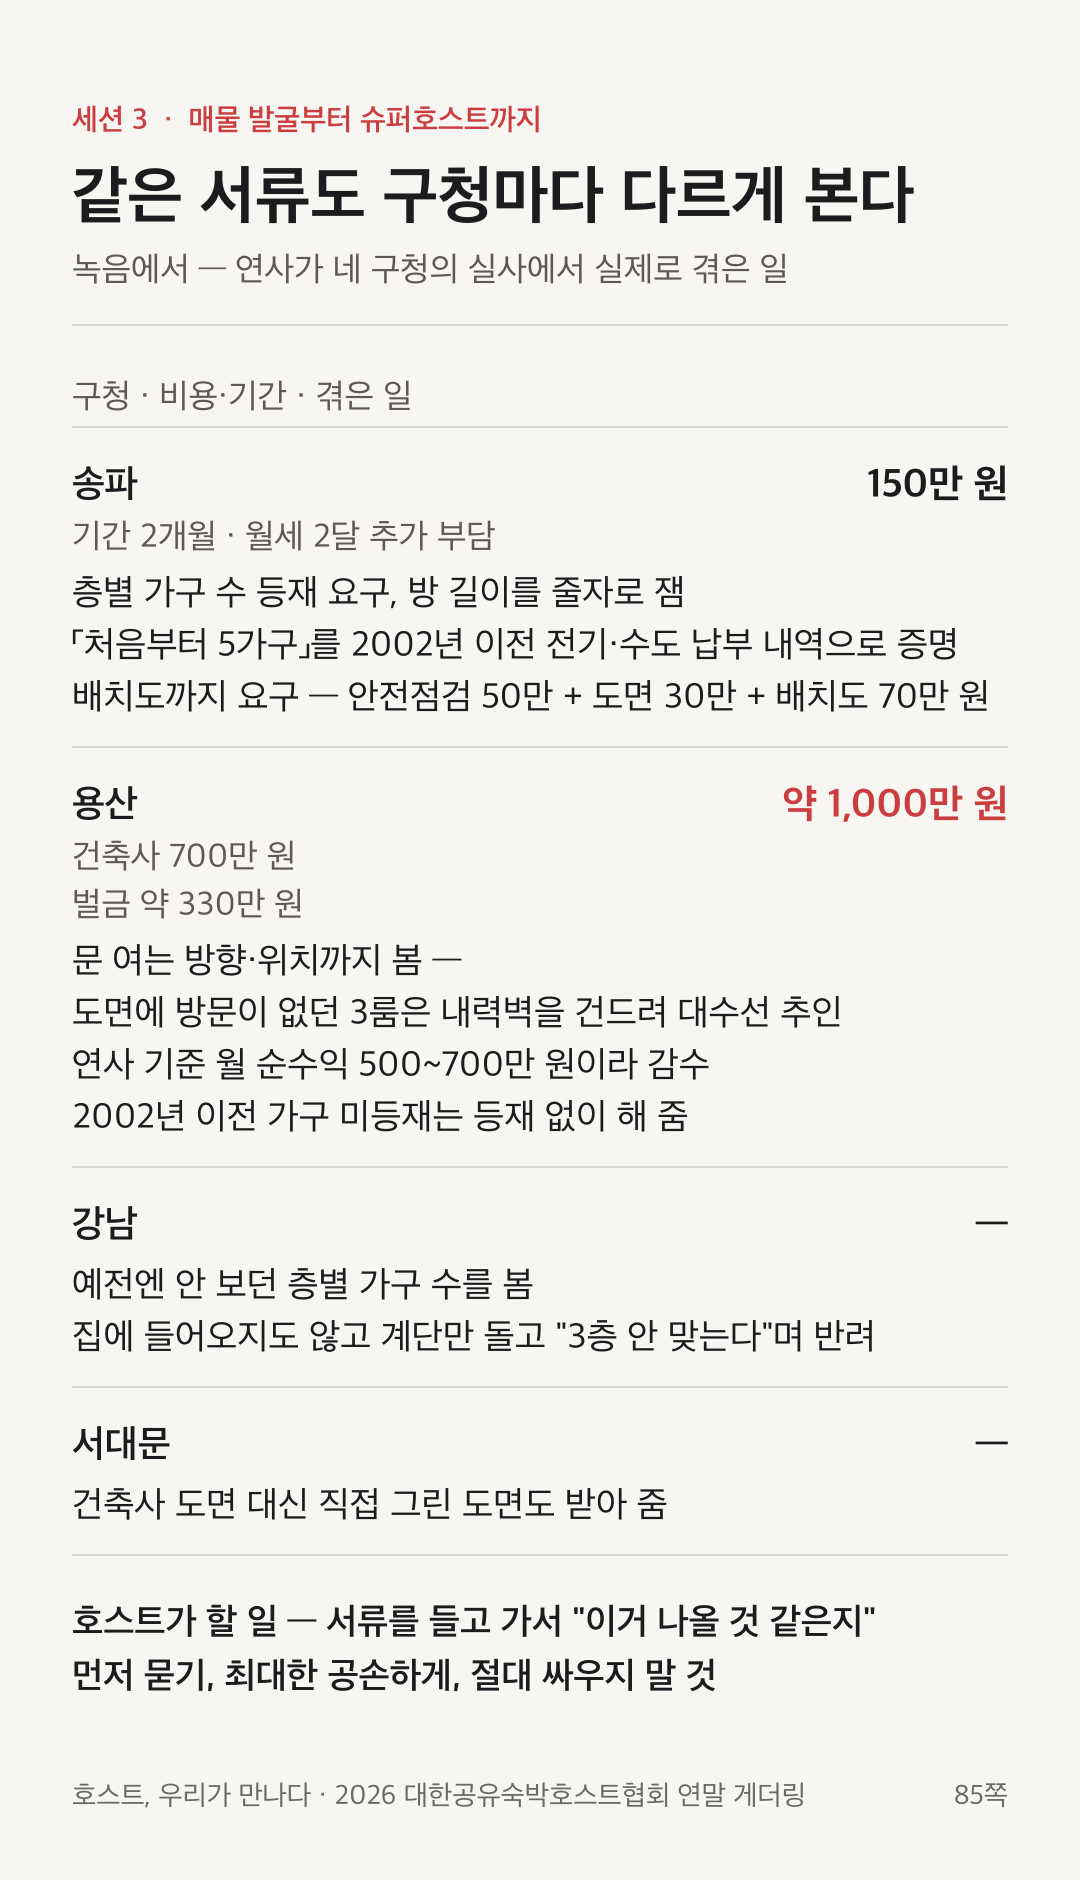 세션 3 · 매물 발굴부터 슈퍼호스트까지
같은 서류도 구청마다 다르게 본다
녹음에서 — 연사가 네 구청의 실사에서 실제로 겪은 일
구청 · 비용·기간 · 겪은 일
송파 150만 원
기간 2개월 · 월세 2달 추가 부담
층별 가구 수 등재 요구, 방 길이를 줄자로 잼
「처음부터 5가구」를 2002년 이전 전기·수도 납부 내역으로 증명
배치도까지 요구 — 안전점검 50만 + 도면 30만 + 배치도 70만 원
용산 약 1,000만 원
건축사 700만 원
벌금 약 330만 원
문 여는 방향·위치까지 봄 —
도면에 방문이 없던 3룸은 내력벽을 건드려 대수선 추인
연사 기준 월 순수익 500~700만 원이라 감수
2002년 이전 가구 미등재는 등재 없이 해 줌
강남 —
예전엔 안 보던 층별 가구 수를 봄
집에 들어오지도 않고 계단만 돌고 "3층 안 맞는다"며 반려
서대문 —
건축사 도면 대신 직접 그린 도면도 받아 줌
호스트가 할 일 — 서류를 들고 가서 "이거 나올 것 같은지"
먼저 묻기, 최대한 공손하게, 절대 싸우지 말 것
호스트, 우리가 만나다 · 2026 대한공유숙박호스트협회 연말 게더링 85쪽